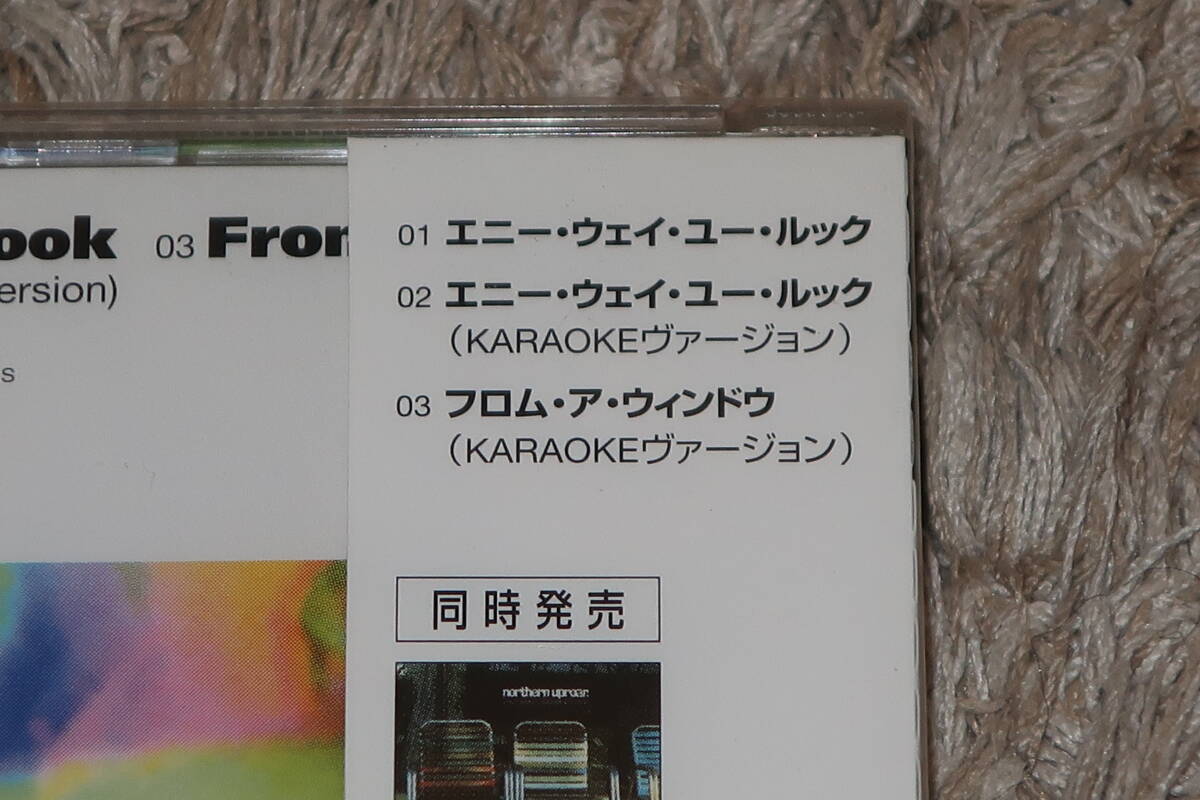 ook 03 Fron
ersion)
s
01 エニー・ウェイ・ユー・ルック
02 エニー・ウェイ・ユー・ルック
（KARAOKEヴァージョン）
03 フロム・ア・ウィンドウ
（KARAOKEヴァージョン）
同時発売
northern uproar